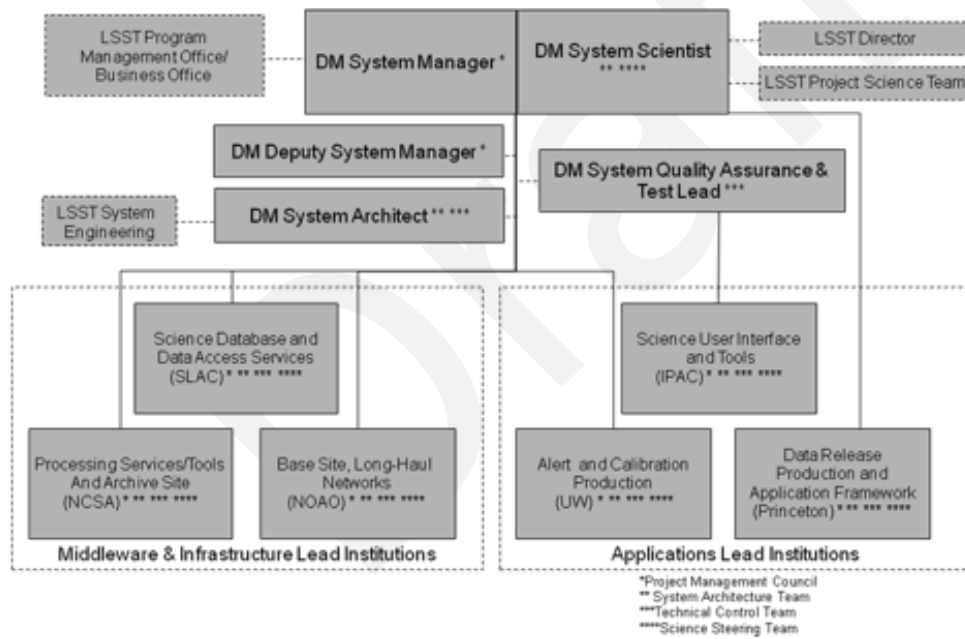 LSST Program
Management Office/
Business Office
DM System Manager *
DM System Scientist
** ****
LSST Director
LSST Project Science Team
DM Deputy System Manager *
DM System Quality Assurance &
Test Lead ***
LSST System
Engineering
DM System Architect ** ***
Science Database and
Data Access Services
(SLAC) * ** *** ****
Science User Interface
and Tools
(IPAC) * ** *** ****
Processing Services/Tools
And Archive Site
(NCSA) * ** *** ****
Base Site, Long-Haul
Networks
(NOAO) * ** *** ****
Alert and Calibration
Production
(UW) * ** *** ****
Data Release
Production and
Application Framework
(Princeton) * ** *** ****
Middleware & Infrastructure Lead Institutions
Applications Lead Institutions
*Project Management Council
** System Architecture Team
***Technical Control Team
****Science Steering Team
Draft